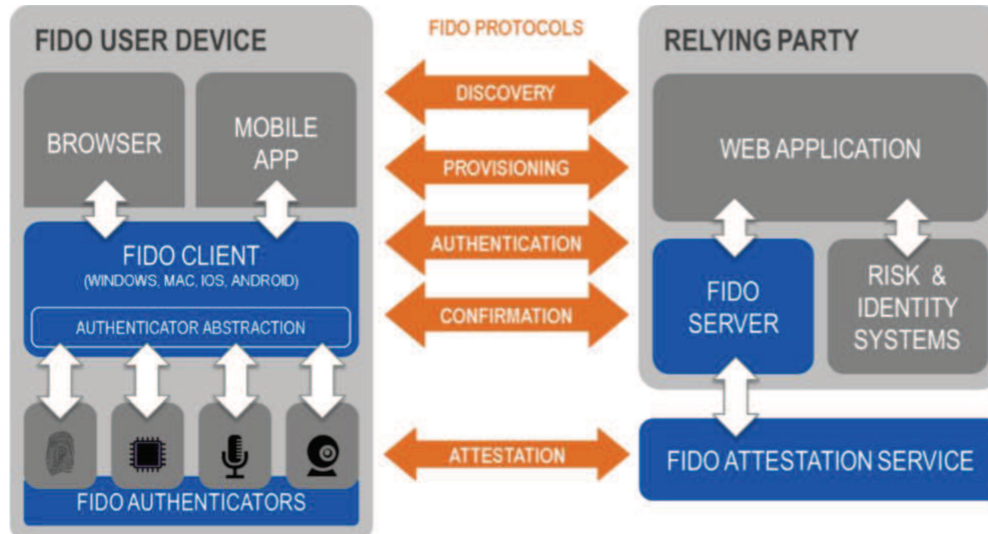 FIDO USER DEVICE
BROWSER
MOBILE
APP
FIDO CLIENT
(WINDOWS, MAC, IOS, ANDROID)
AUTHENTICATOR ABSTRACTION
FIDO AUTHENTICATORS
FIDO PROTOCOLS
DISCOVERY
PROVISIONING
AUTHENTICATION
CONFIRMATION
ATTESTATION
RELYING PARTY
WEB APPLICATION
FIDO
SERVER
RISK &
IDENTITY
SYSTEMS
FIDO ATTESTATION SERVICE